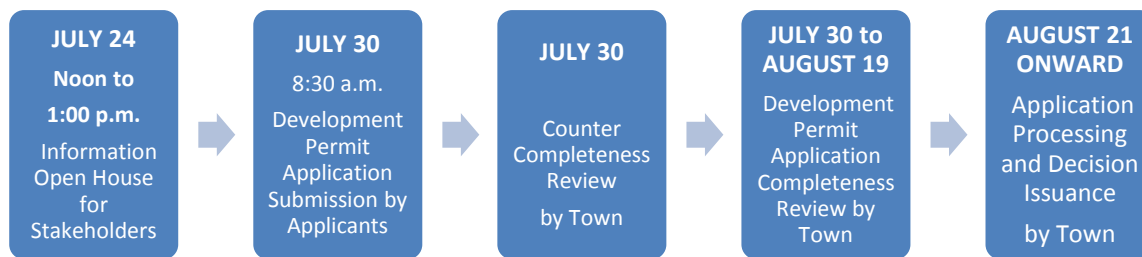 JULY 24
Noon to
1:00 p.m.
Information
Open House
for
Stakeholders
JULY 30
8:30 a.m.
Development
Permit
Application
Submission by
Applicants
JULY 30
Counter
Completeness
Review
by Town
JULY 30 to
AUGUST 19
Development
Permit
Application
Completeness
Review by
Town
AUGUST 21
ONWARD
Application
Processing
and Decision
Issuance
by Town